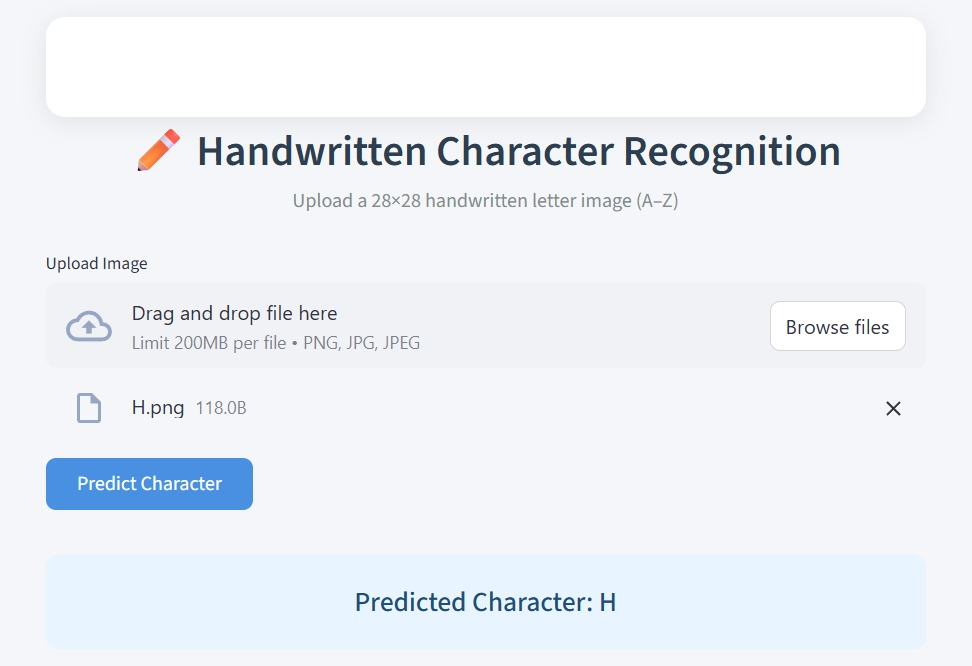 Handwritten Character Recognition
Upload a 28×28 handwritten letter image (A–Z)
Upload Image
Drag and drop file here
Limit 200MB per file • PNG, JPG, JPEG
Browse files
H.png 118.0B
Predict Character
Predicted Character: H